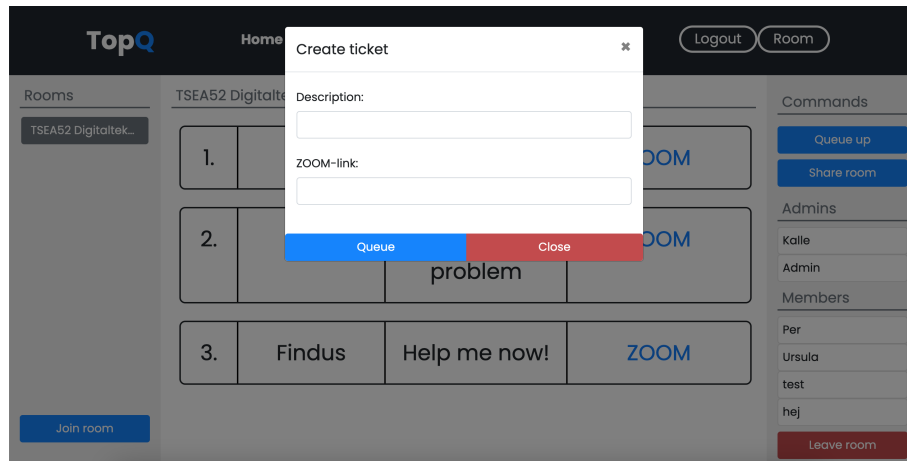 TopQ
Home
Logout
Room
Create ticket
✖
Description:
ZOOM-link:
Queue
Close
Rooms
TSEA52 Digitaltek...
Join room
TSEA52 Digitalte
1.
OOM
2.
problem
OOM
3. Findus Help me now! ZOOM
Commands
Queue up
Share room
Admins
Kalle
Admin
Members
Per
Ursula
test
hej
Leave room